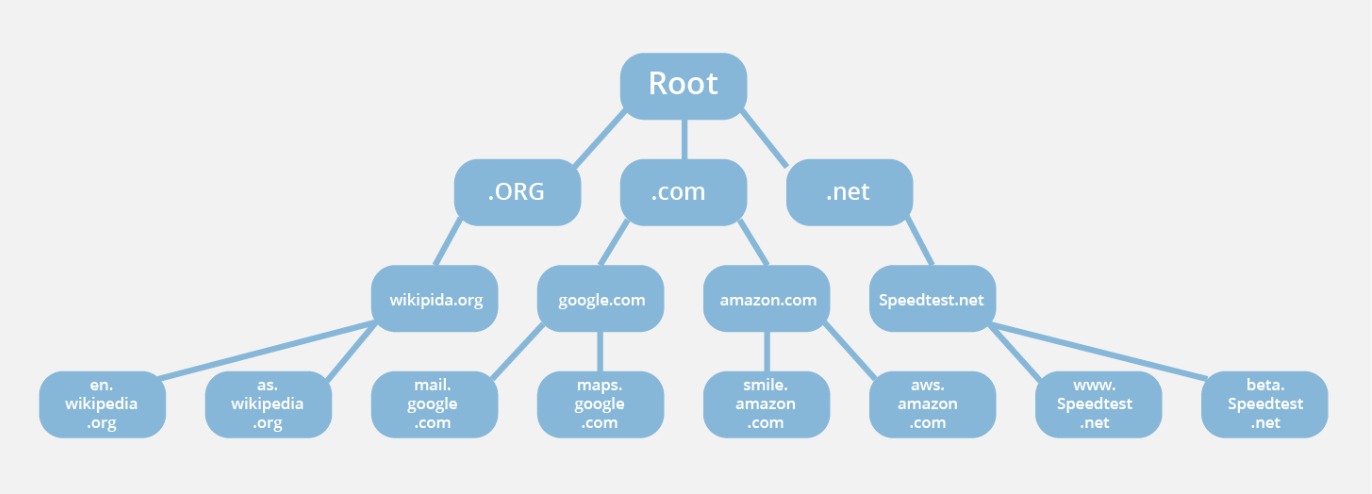 Root
.ORG
.com
.net
wikipida.org
google.com
amazon.com
Speedtest.net
en.
wikipedia
.org
as.
wikipedia
.org
mail.
google
.com
maps.
google
.com
smile.
amazon
.com
aws.
amazon
.com
www.
Speedtest
.net
beta.
Speedtest
.net